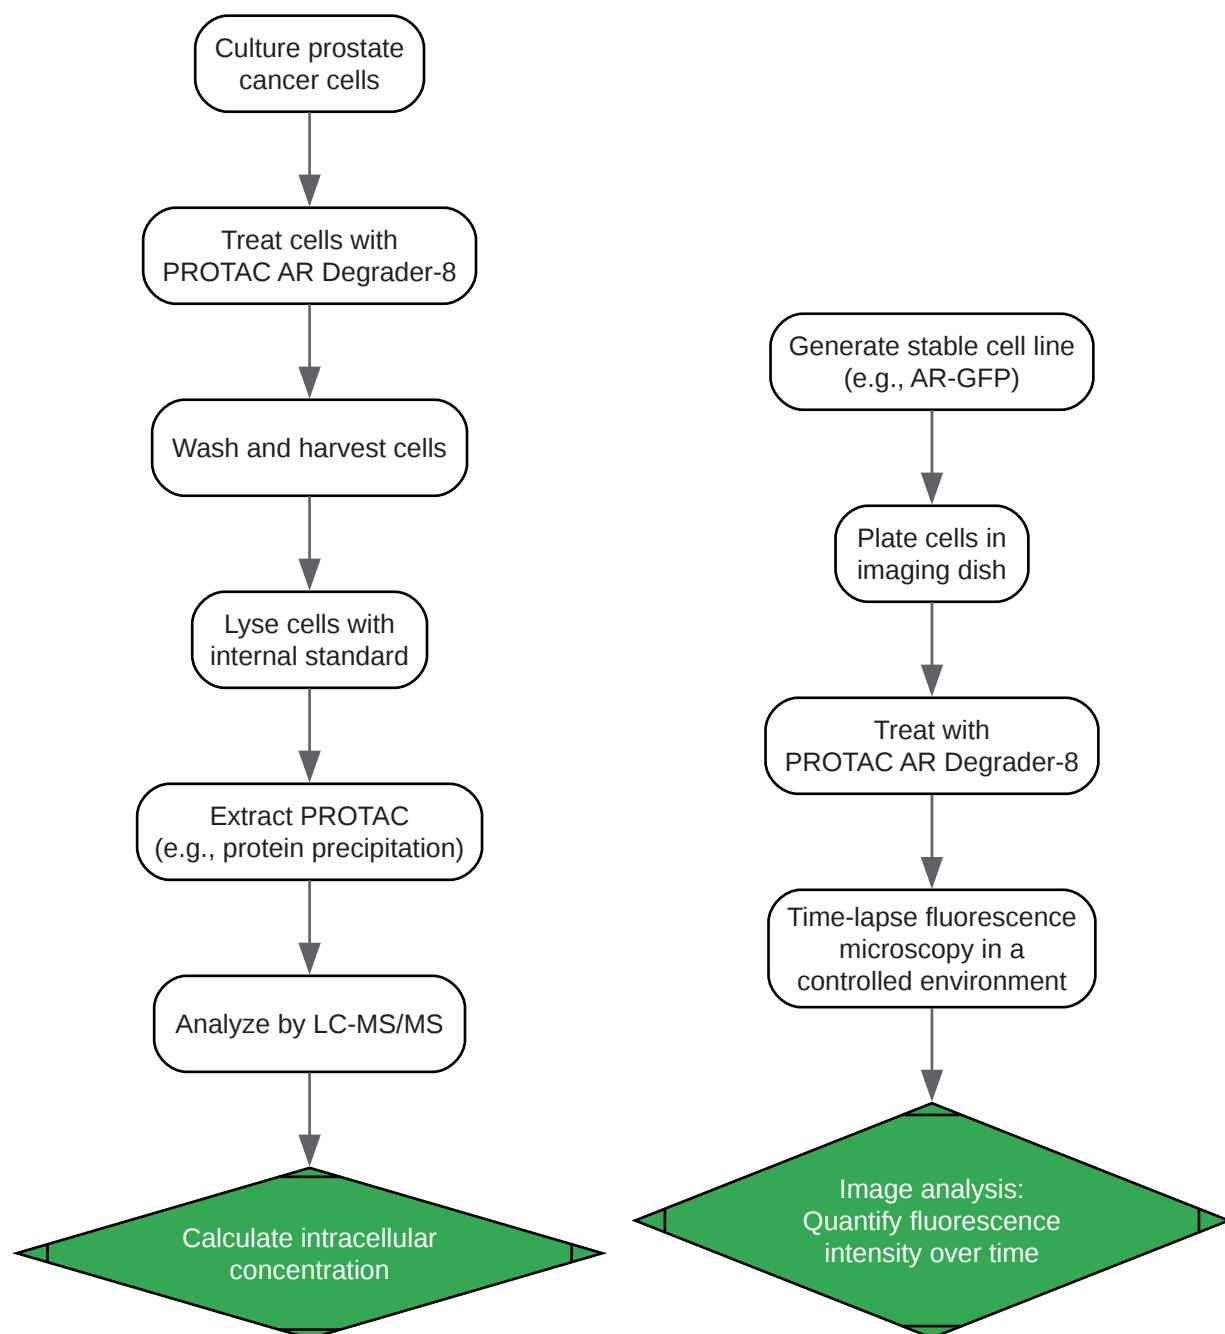 Culture prostate
cancer cells
Treat cells with
PROTAC AR Degrader-8
Wash and harvest cells
Lyse cells with
internal standard
Extract PROTAC
(e.g., protein precipitation)
Analyze by LC-MS/MS
Calculate intracellular
concentration
Generate stable cell line
(e.g., AR-GFP)
Plate cells in
imaging dish
Treat with
PROTAC AR Degrader-8
Time-lapse fluorescence
microscopy in a
controlled environment
Image analysis:
Quantify fluorescence
intensity over time